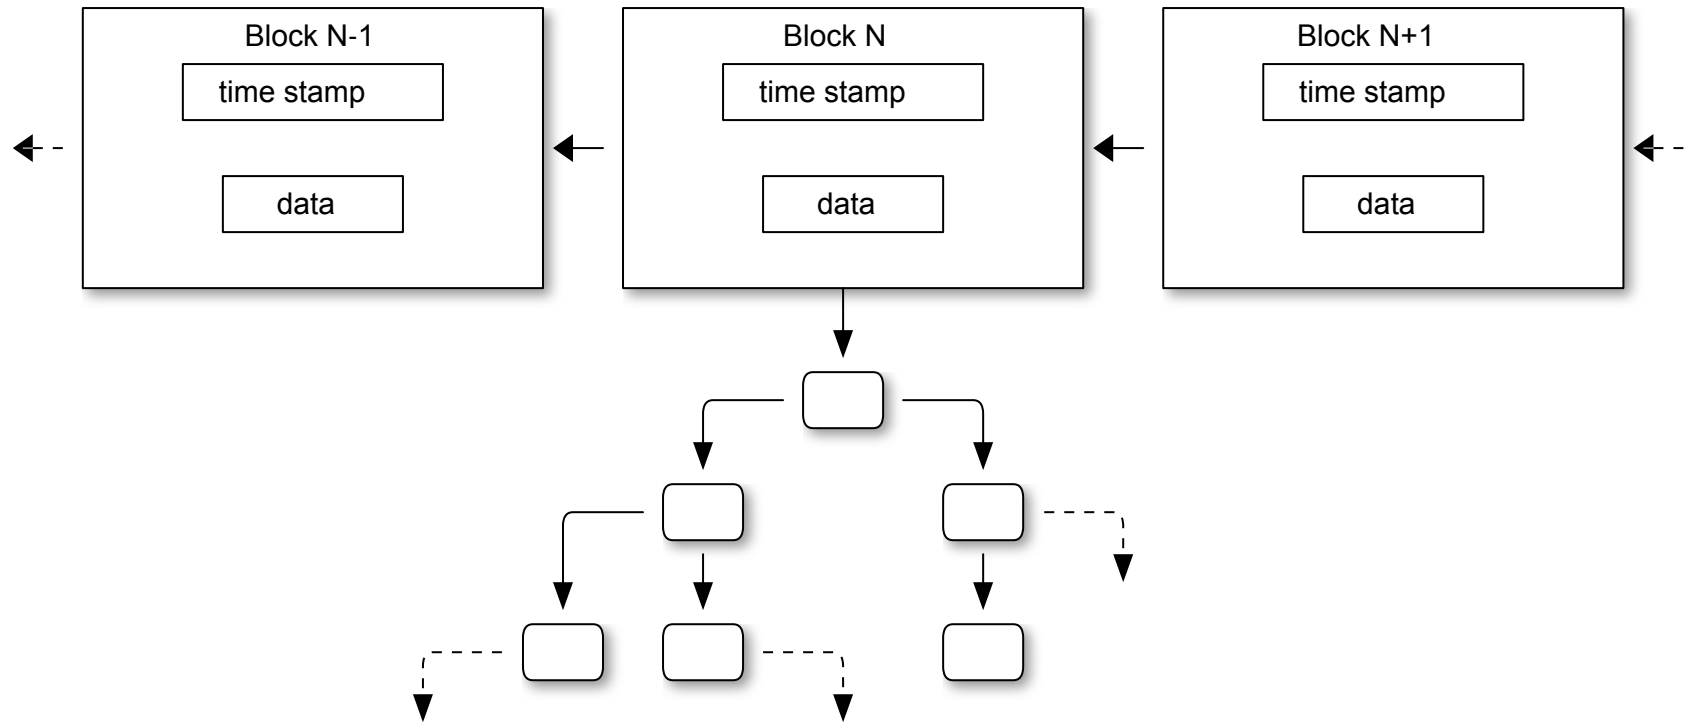 Block N-1
time stamp
data
Block N
time stamp
data
Block N+1
time stamp
data